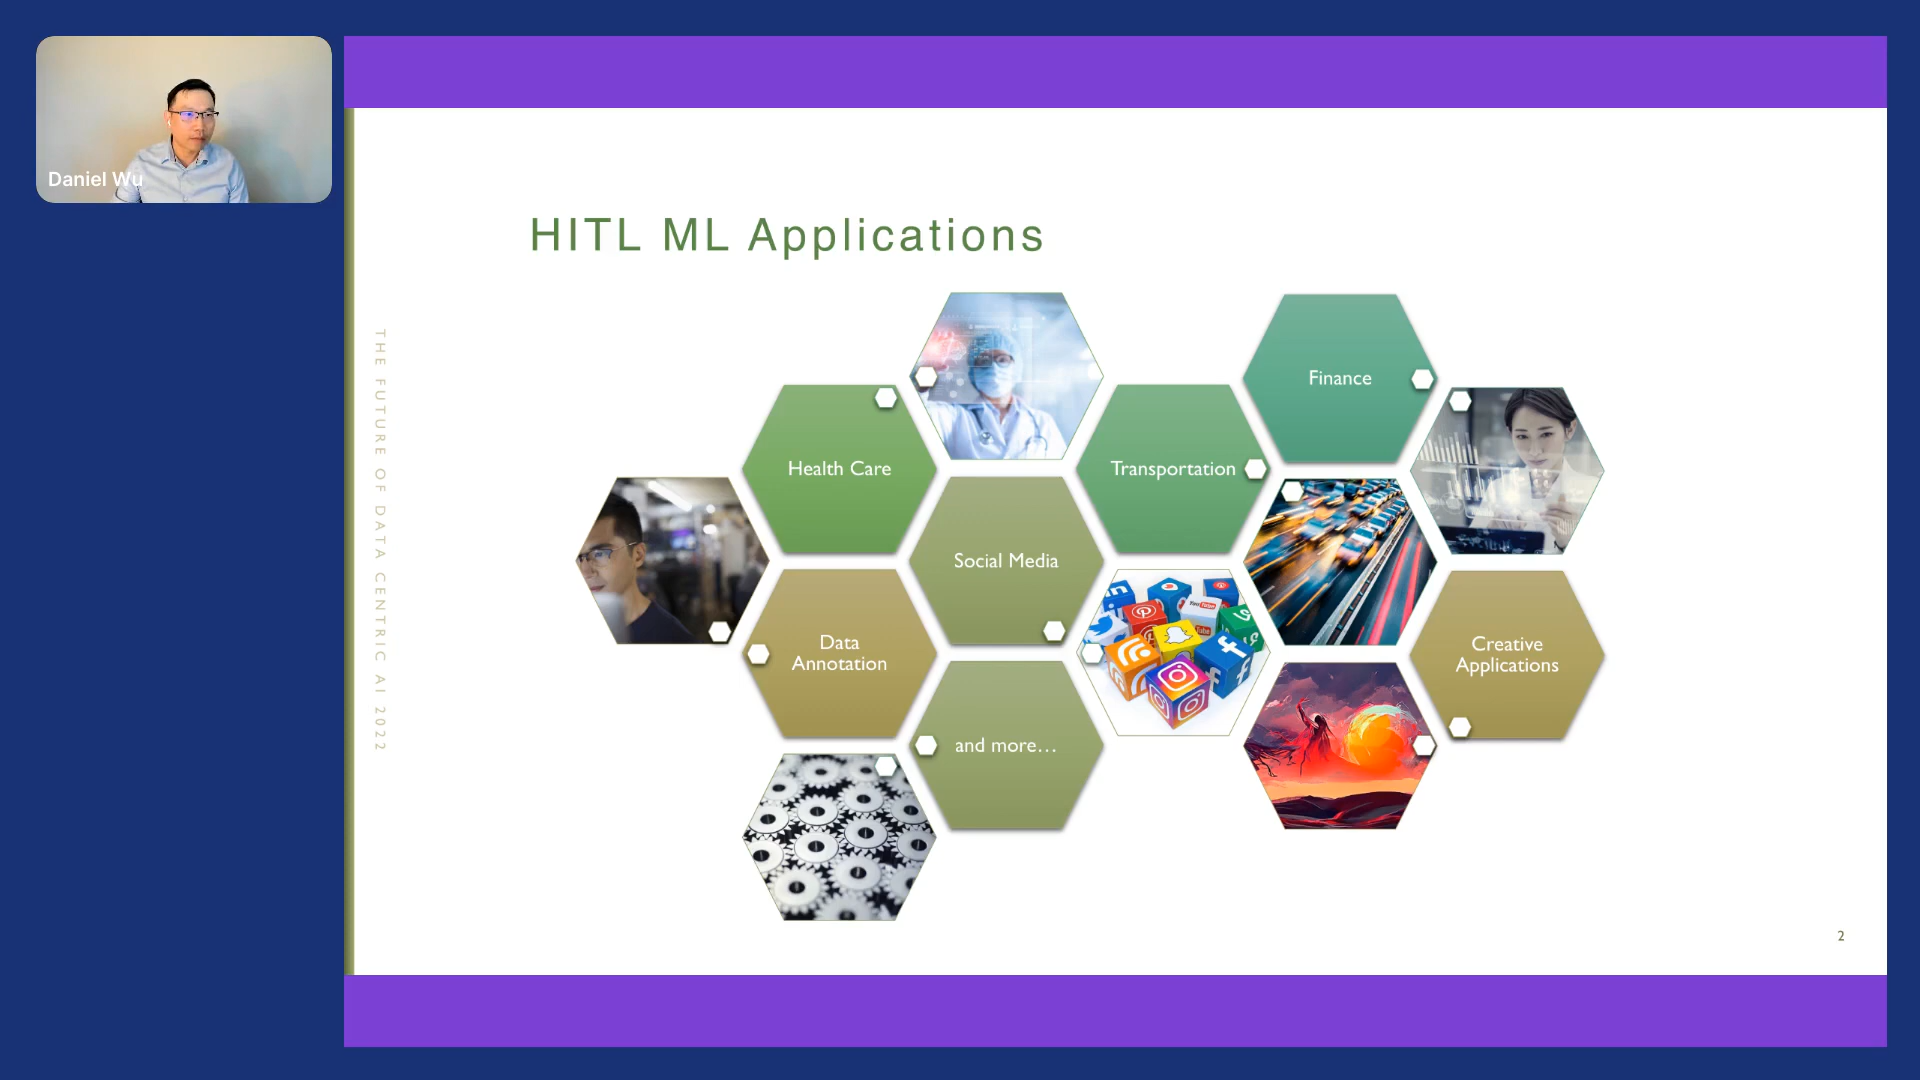 Daniel Wu
HITL ML Applications
THE FUTURE OF DATA CENTRIC AI 2022
Finance
Health Care
Transportation
Social Media
Data
Annotation
Creative
Applications
and more...
YouTube
2